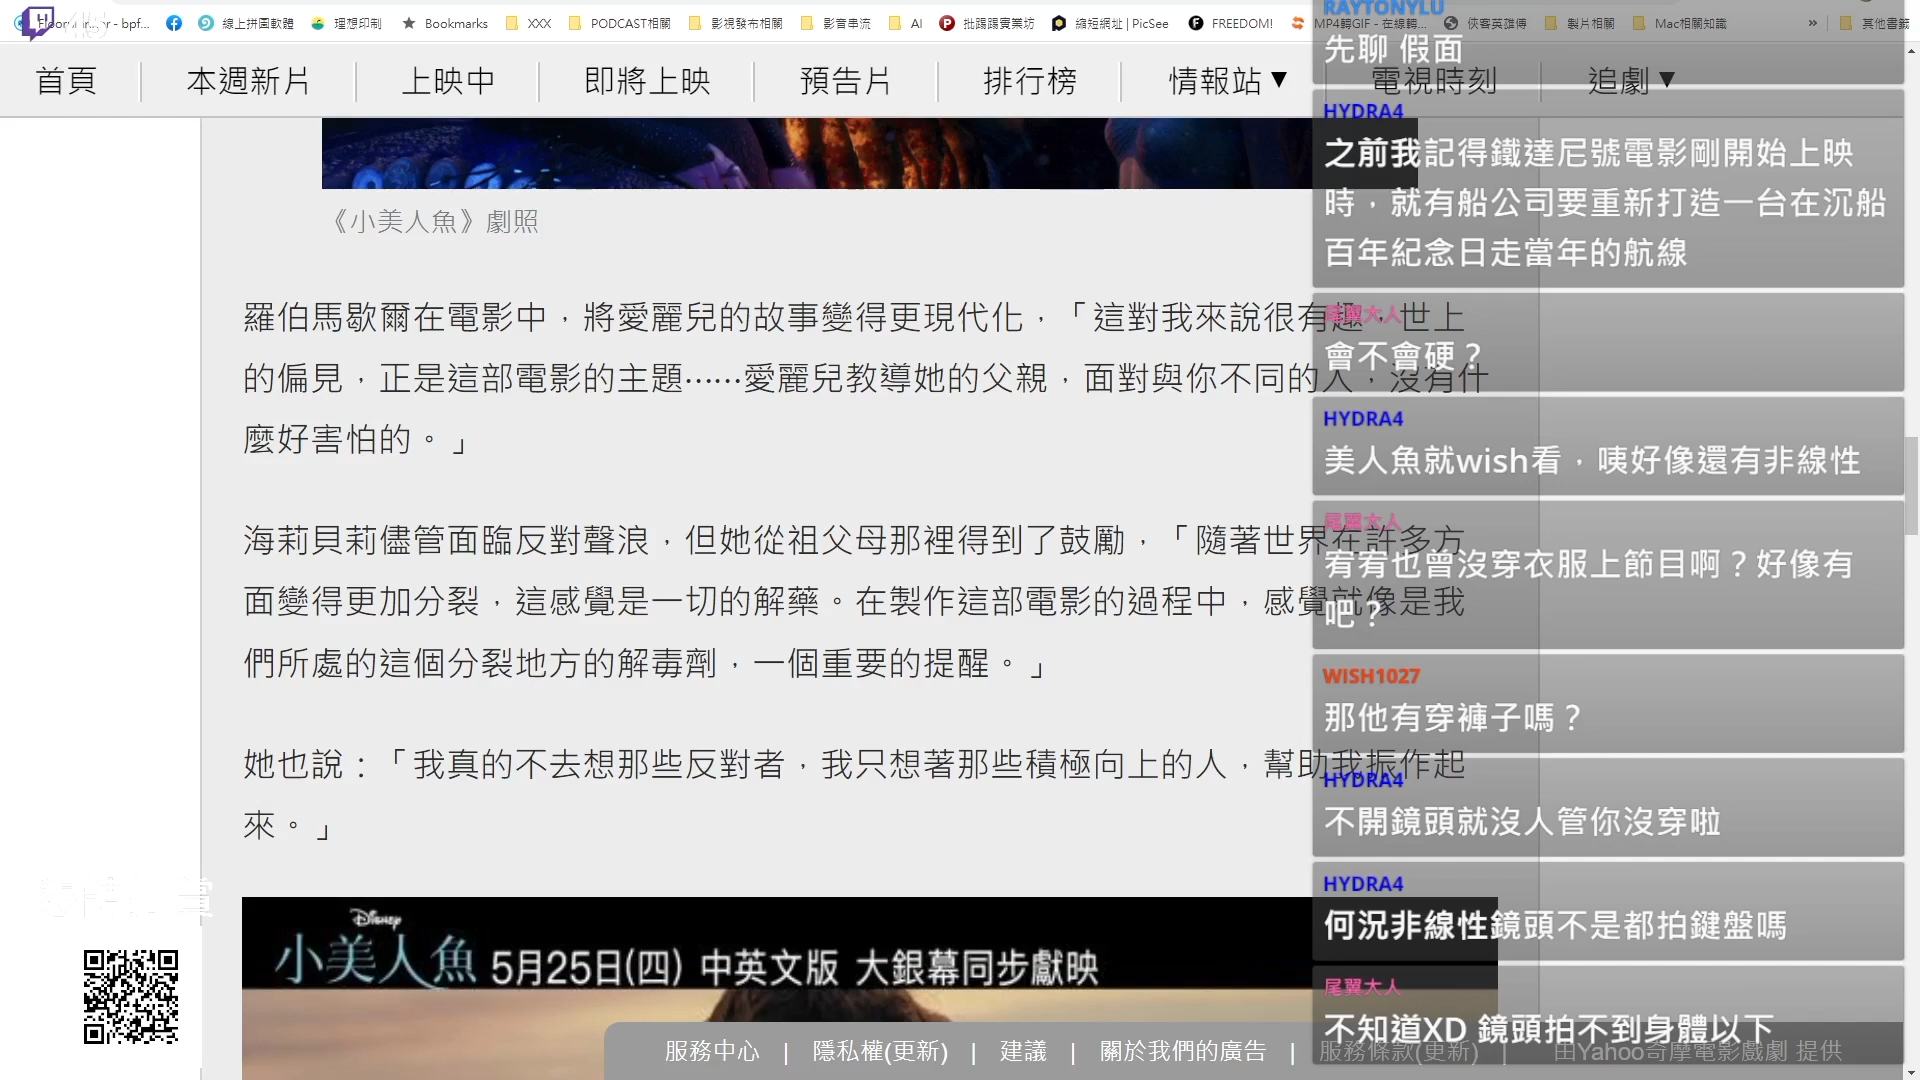 線上拼圖軟體
理想印制
Bookmarks
XXX
PODCAST相關
影視發布相關
影音串流
AI
批踢踢實業坊
縮短網址 | PicSee
FREEDOM!
MP4轉GIF - 在線轉...
俠客英雄傳
製片相關
Mac相關知識
»
其他書籤
首頁
本週新片
上映中
即將上映
預告片
排行榜
情報站▼
電視時刻
追劇▼
《小美人魚》劇照
羅伯馬歇爾在電影中，將愛麗兒的故事變得更現代化，「這對我來說很有趣，世上
的偏見，正是這部電影的主題……愛麗兒教導她的父親，面對與你不同的人，沒有什
麼好害怕的。」
海莉貝莉儘管面臨反對聲浪，但她從祖父母那裡得到了鼓勵，「隨著世界在許多方
面變得更加分裂，這感覺是一切的解藥。在製作這部電影的過程中，感覺就像是我
們所處的這個分裂地方的解毒劑，一個重要的提醒。」
她也說：「我真的不去想那些反對者，我只想著那些積極向上的人，幫助我振作起
來。」
Disney
小美人魚 5月25日(四) 中英文版 大銀幕同步獻映
服務中心 | 隱私權(更新) | 建議 | 關於我們的廣告 | 服務條款(更新) |
由Yahoo奇摩電影戲劇 提供
RAYTONYLU
先聊 假面
HYDRA4
之前我記得鐵達尼號電影剛開始上映
時，就有船公司要重新打造一台在沉船
百年紀念日走當年的航線
尾翼大人
會不會硬？
HYDRA4
美人魚就wish看，咦好像還有非線性
尾翼大人
宥宥也曾沒穿衣服上節目啊？好像有
吧？
WISH1027
那他有穿褲子嗎？
HYDRA4
不開鏡頭就沒人管你沒穿啦
HYDRA4
何況非線性鏡頭不是都拍鍵盤嗎
尾翼大人
不知道XD 鏡頭拍不到身體以下